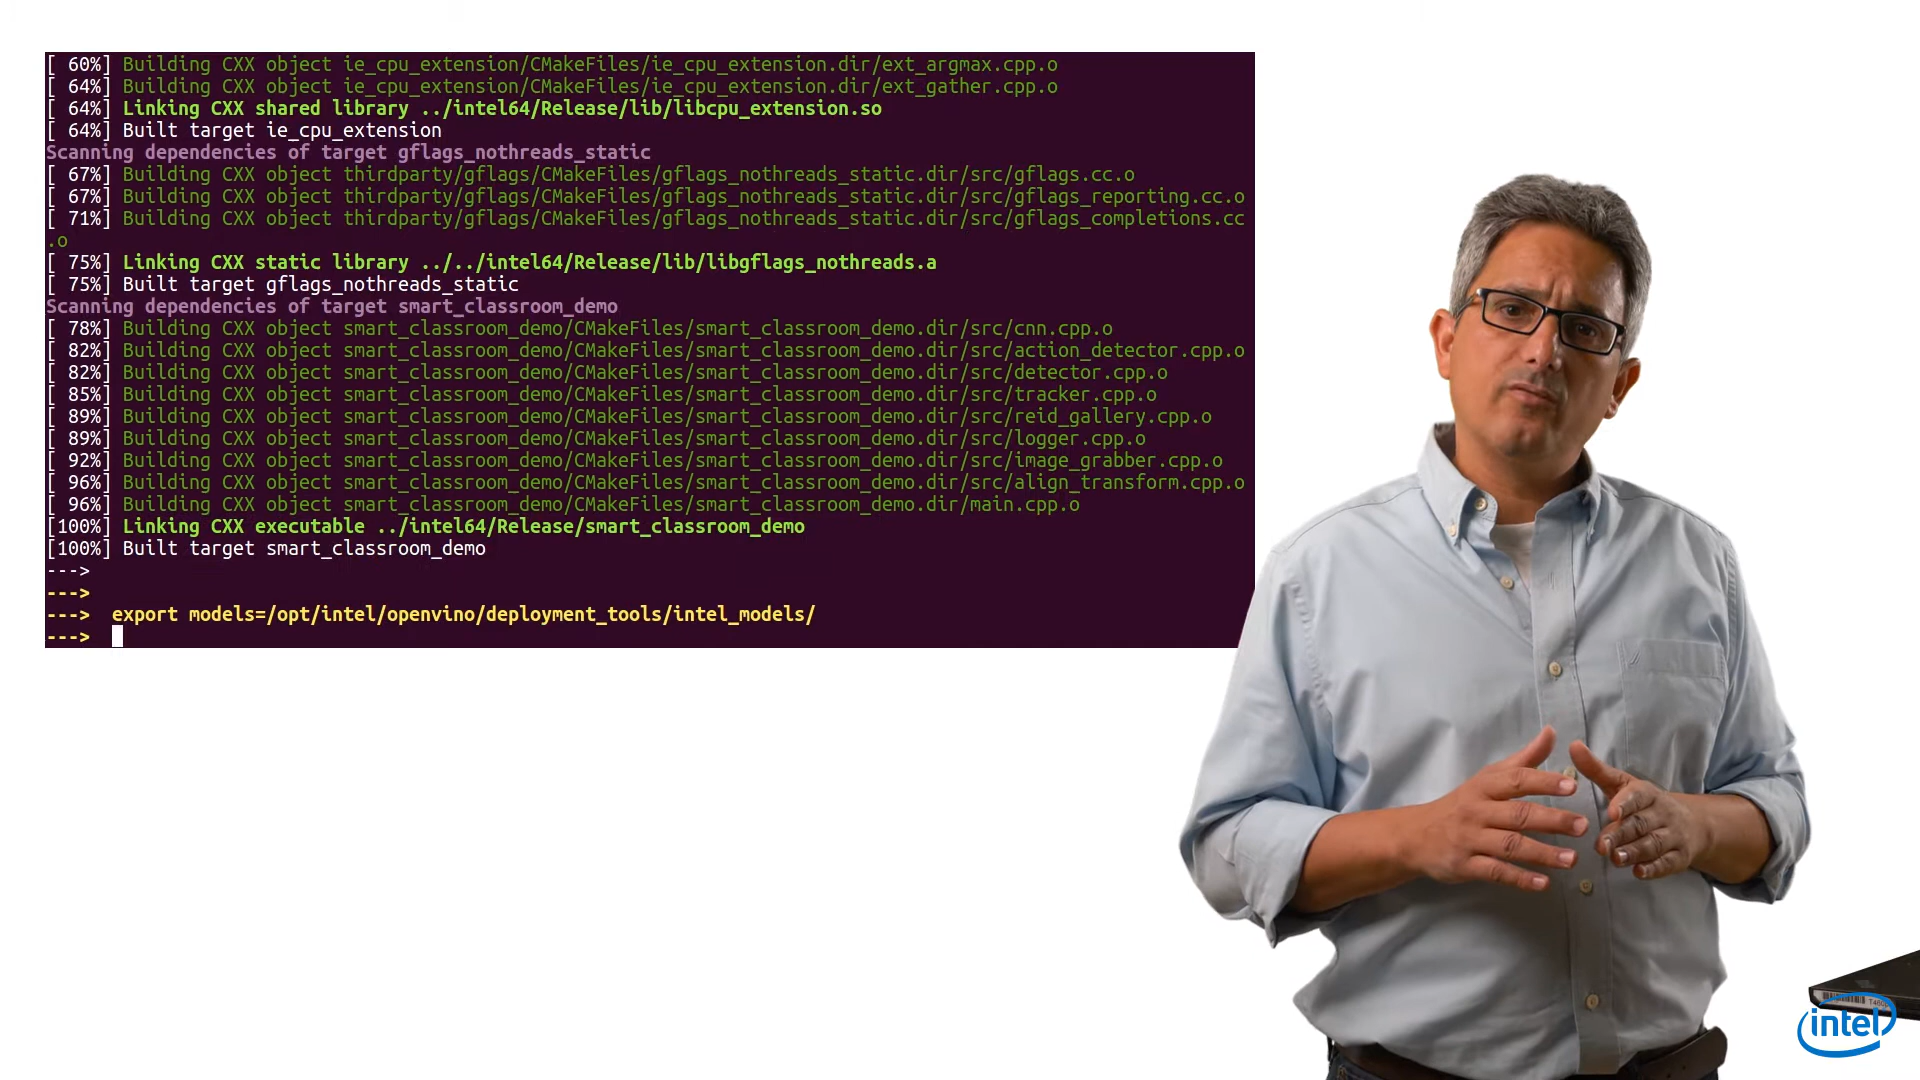 [ 60%] Building CXX object ie_cpu_extension/CMakeFiles/ie_cpu_extension.dir/ext_argmax.cpp.o
[ 64%] Building CXX object ie_cpu_extension/CMakeFiles/ie_cpu_extension.dir/ext_gather.cpp.o
[ 64%] Linking CXX shared library ../intel64/Release/lib/libcpu_extension.so
[ 64%] Built target ie_cpu_extension
Scanning dependencies of target gflags_nothreads_static
[ 67%] Building CXX object thirdparty/gflags/CMakeFiles/gflags_nothreads_static.dir/src/gflags.cc.o
[ 67%] Building CXX object thirdparty/gflags/CMakeFiles/gflags_nothreads_static.dir/src/gflags_reporting.cc.o
[ 71%] Building CXX object thirdparty/gflags/CMakeFiles/gflags_nothreads_static.dir/src/gflags_completions.cc
.o
[ 75%] Linking CXX static library ../../intel64/Release/lib/libgflags_nothreads.a
[ 75%] Built target gflags_nothreads_static
Scanning dependencies of target smart_classroom_demo
[ 78%] Building CXX object smart_classroom_demo/CMakeFiles/smart_classroom_demo.dir/src/cnn.cpp.o
[ 82%] Building CXX object smart_classroom_demo/CMakeFiles/smart_classroom_demo.dir/src/action_detector.cpp.o
[ 82%] Building CXX object smart_classroom_demo/CMakeFiles/smart_classroom_demo.dir/src/detector.cpp.o
[ 85%] Building CXX object smart_classroom_demo/CMakeFiles/smart_classroom_demo.dir/src/tracker.cpp.o
[ 89%] Building CXX object smart_classroom_demo/CMakeFiles/smart_classroom_demo.dir/src/reid_gallery.cpp.o
[ 89%] Building CXX object smart_classroom_demo/CMakeFiles/smart_classroom_demo.dir/src/logger.cpp.o
[ 92%] Building CXX object smart_classroom_demo/CMakeFiles/smart_classroom_demo.dir/src/image_grabber.cpp.o
[ 96%] Building CXX object smart_classroom_demo/CMakeFiles/smart_classroom_demo.dir/src/align_transform.cpp.o
[ 96%] Building CXX object smart_classroom_demo/CMakeFiles/smart_classroom_demo.dir/main.cpp.o
[100%] Linking CXX executable ../intel64/Release/smart_classroom_demo
[100%] Built target smart_classroom_demo
--->
--->
---> export models=/opt/intel/openvino/deployment_tools/intel_models/
--->
intel